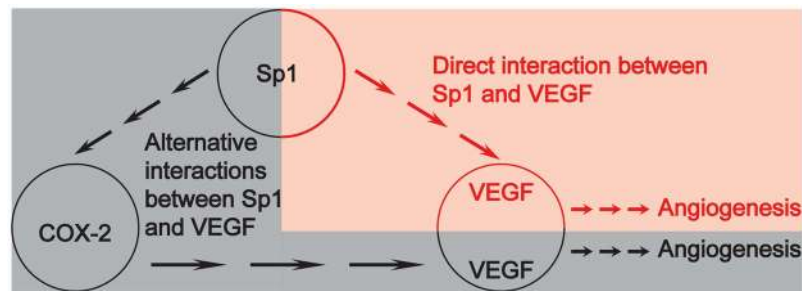 Sp1
Direct interaction between
Sp1 and VEGF
Alternative
interactions
between Sp1
and VEGF
COX-2
VEGF
Angiogenesis
VEGF
Angiogenesis